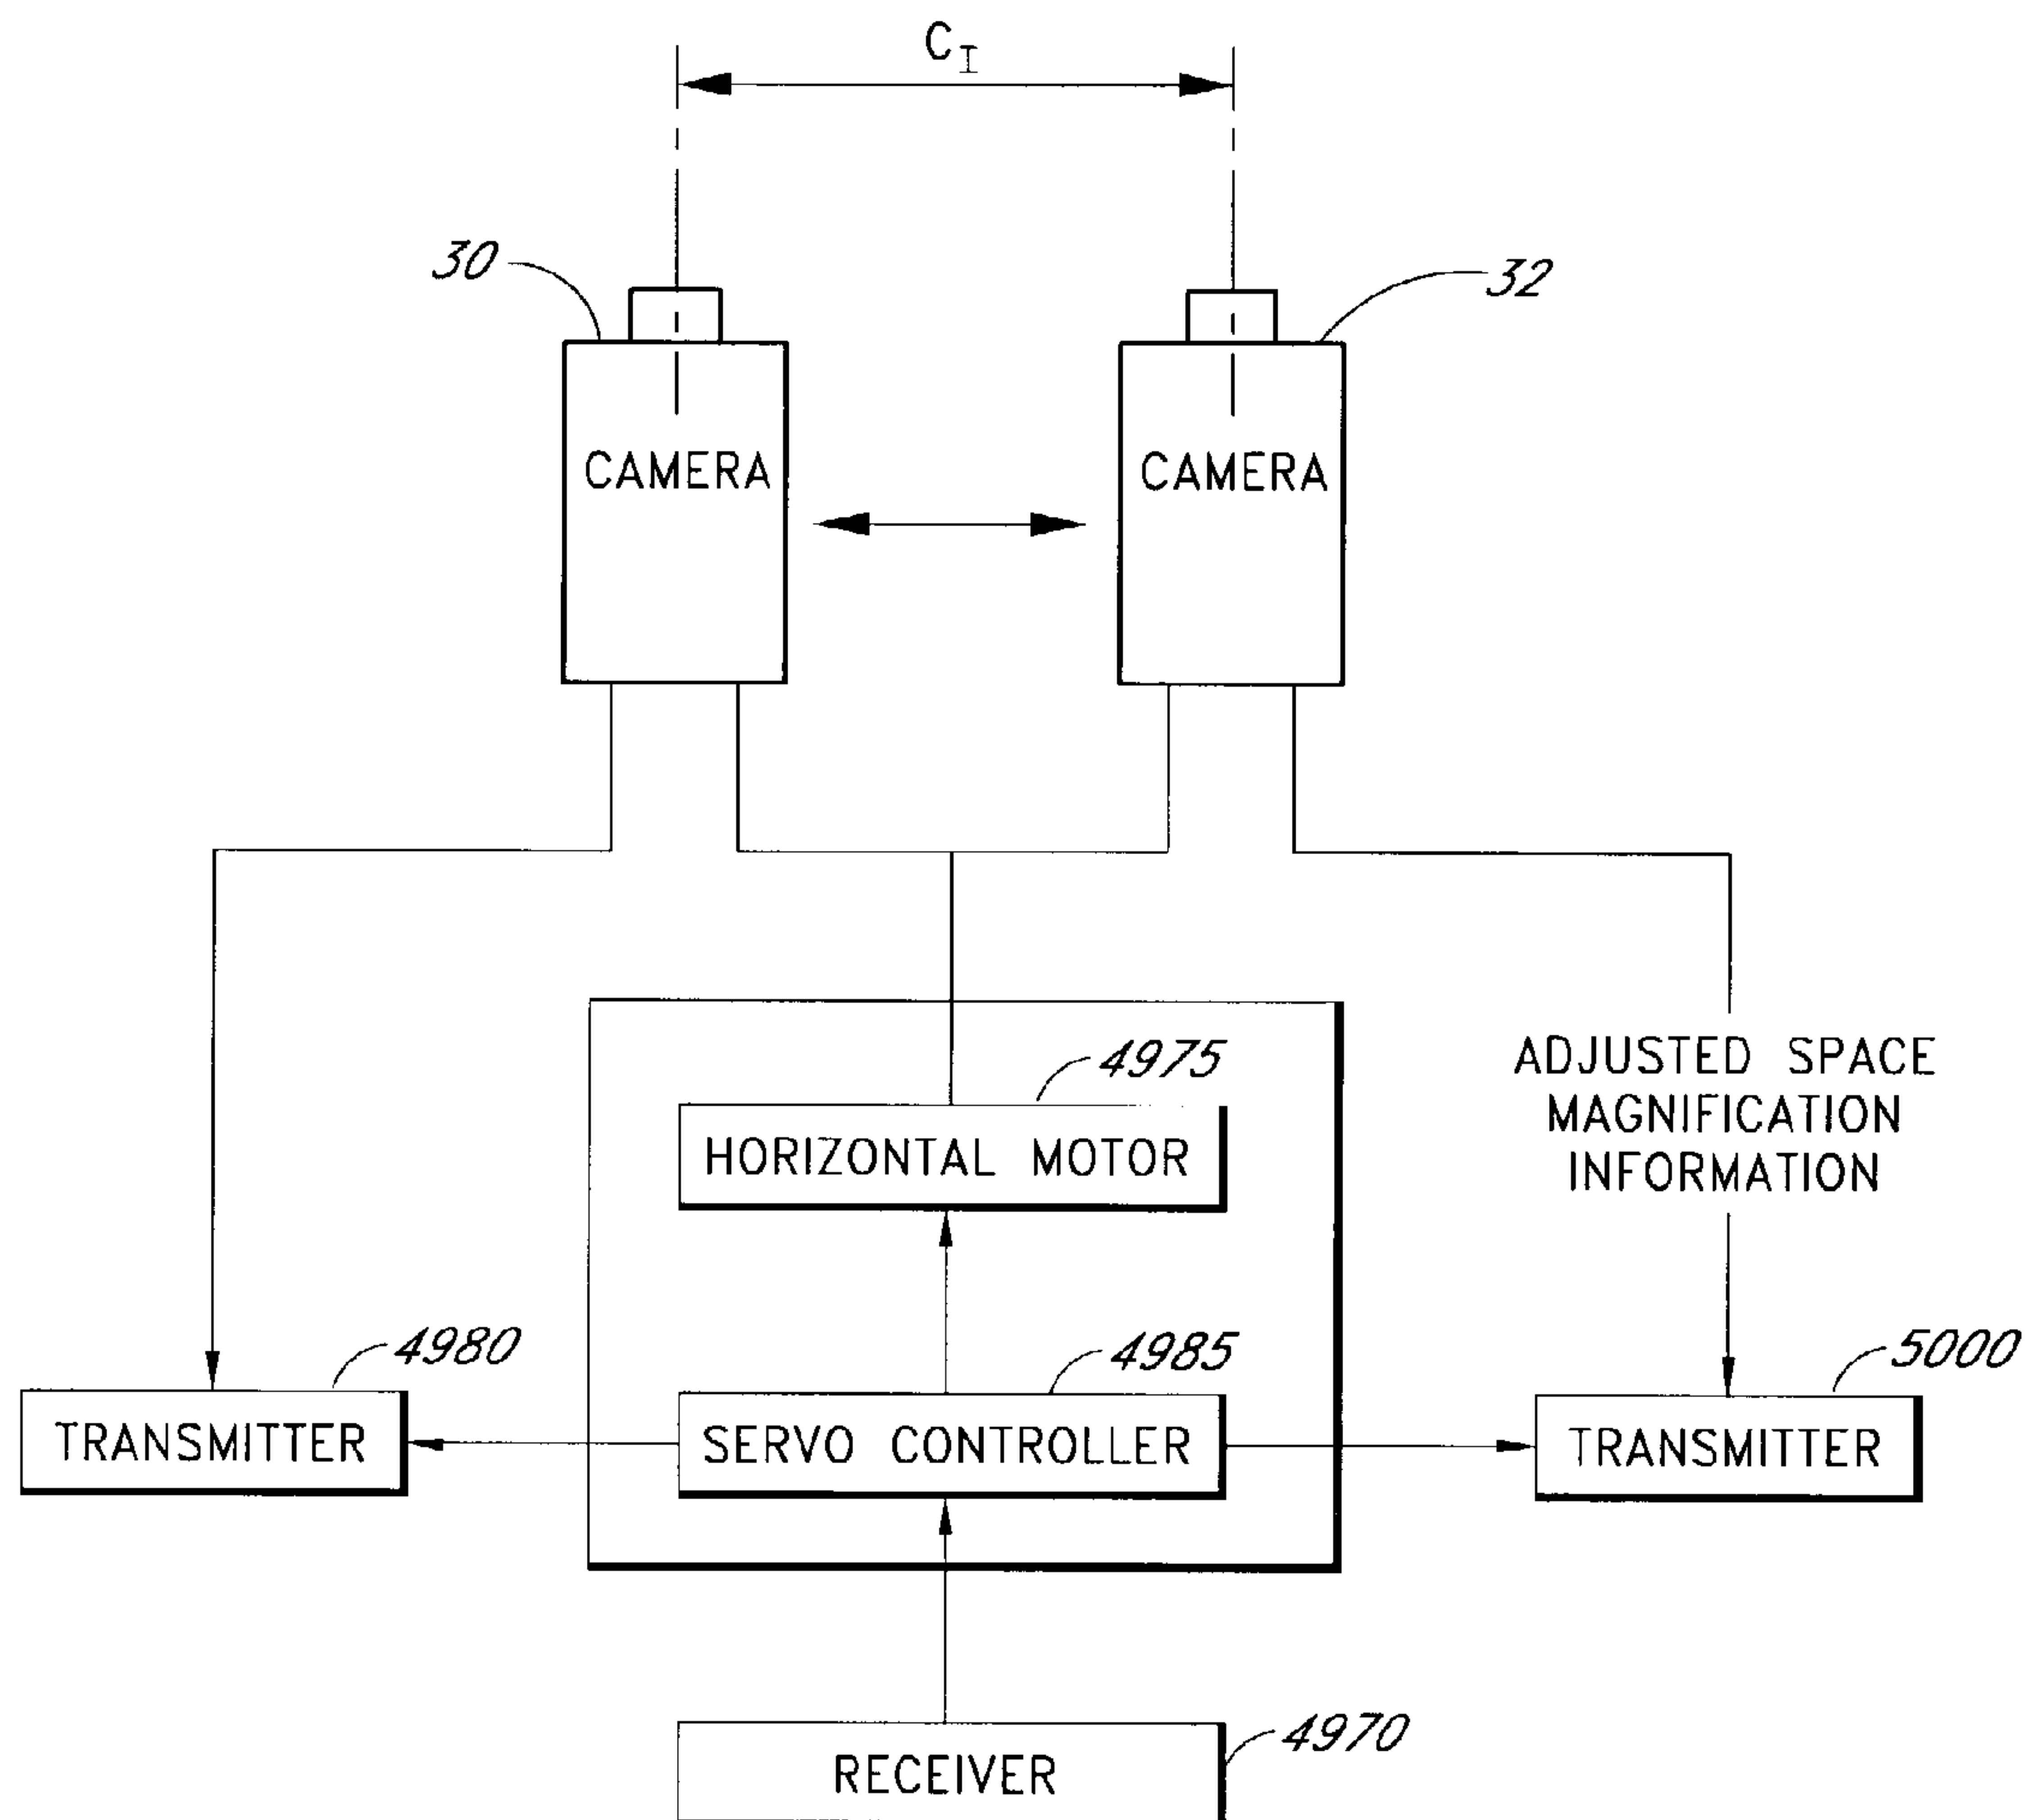 C_I
30
32
CAMERA
CAMERA
4975
HORIZONTAL MOTOR
ADJUSTED SPACE
MAGNIFICATION
INFORMATION
4980
4985
5000
TRANSMITTER
SERVO CONTROLLER
TRANSMITTER
4970
RECEIVER